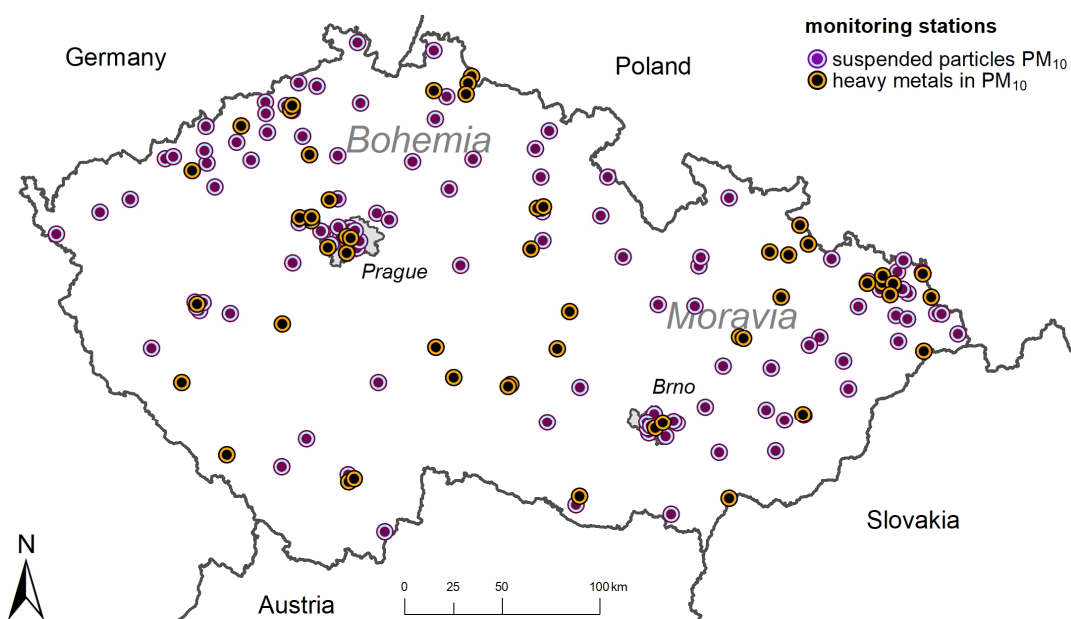 monitoring stations
suspended particles PM10
heavy metals in PM10
Germany
Poland
Bohemia
Prague
Moravia
Brno
Slovakia
Austria
N
0 25 50 100 km